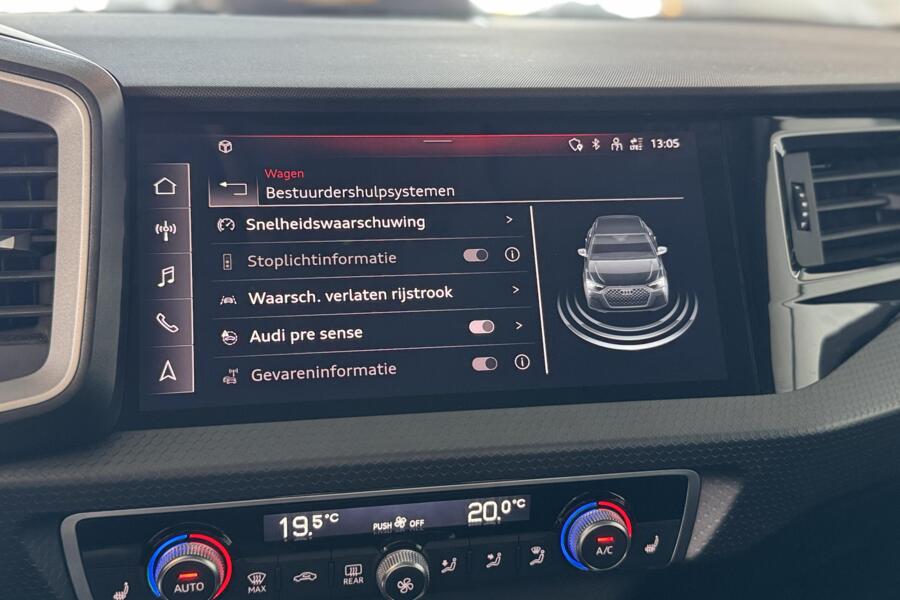 LTE
13:05
Wagen
Bestuurdershulpsystemen
Snelheidswaarschuwing
Stoplichtinformatie
Waarsch. verlaten rijstrook
Audi pre sense
Gevareninformatie
19.5°C
PUSH OFF
20.0°C
AUTO
MAX
REAR
A/C